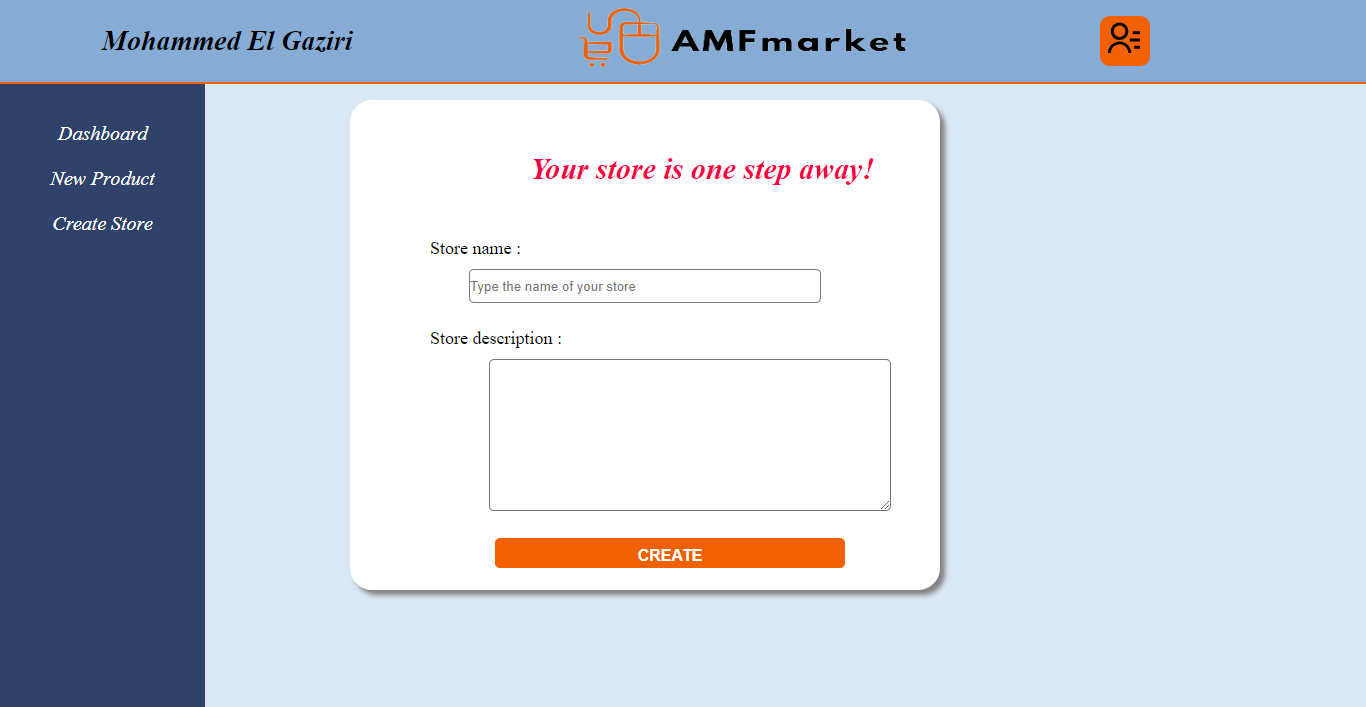 Mohammed El Gaziri
AMFmarket
Dashboard
New Product
Create Store
Your store is one step away!
Store name :
Type the name of your store
Store description :
CREATE